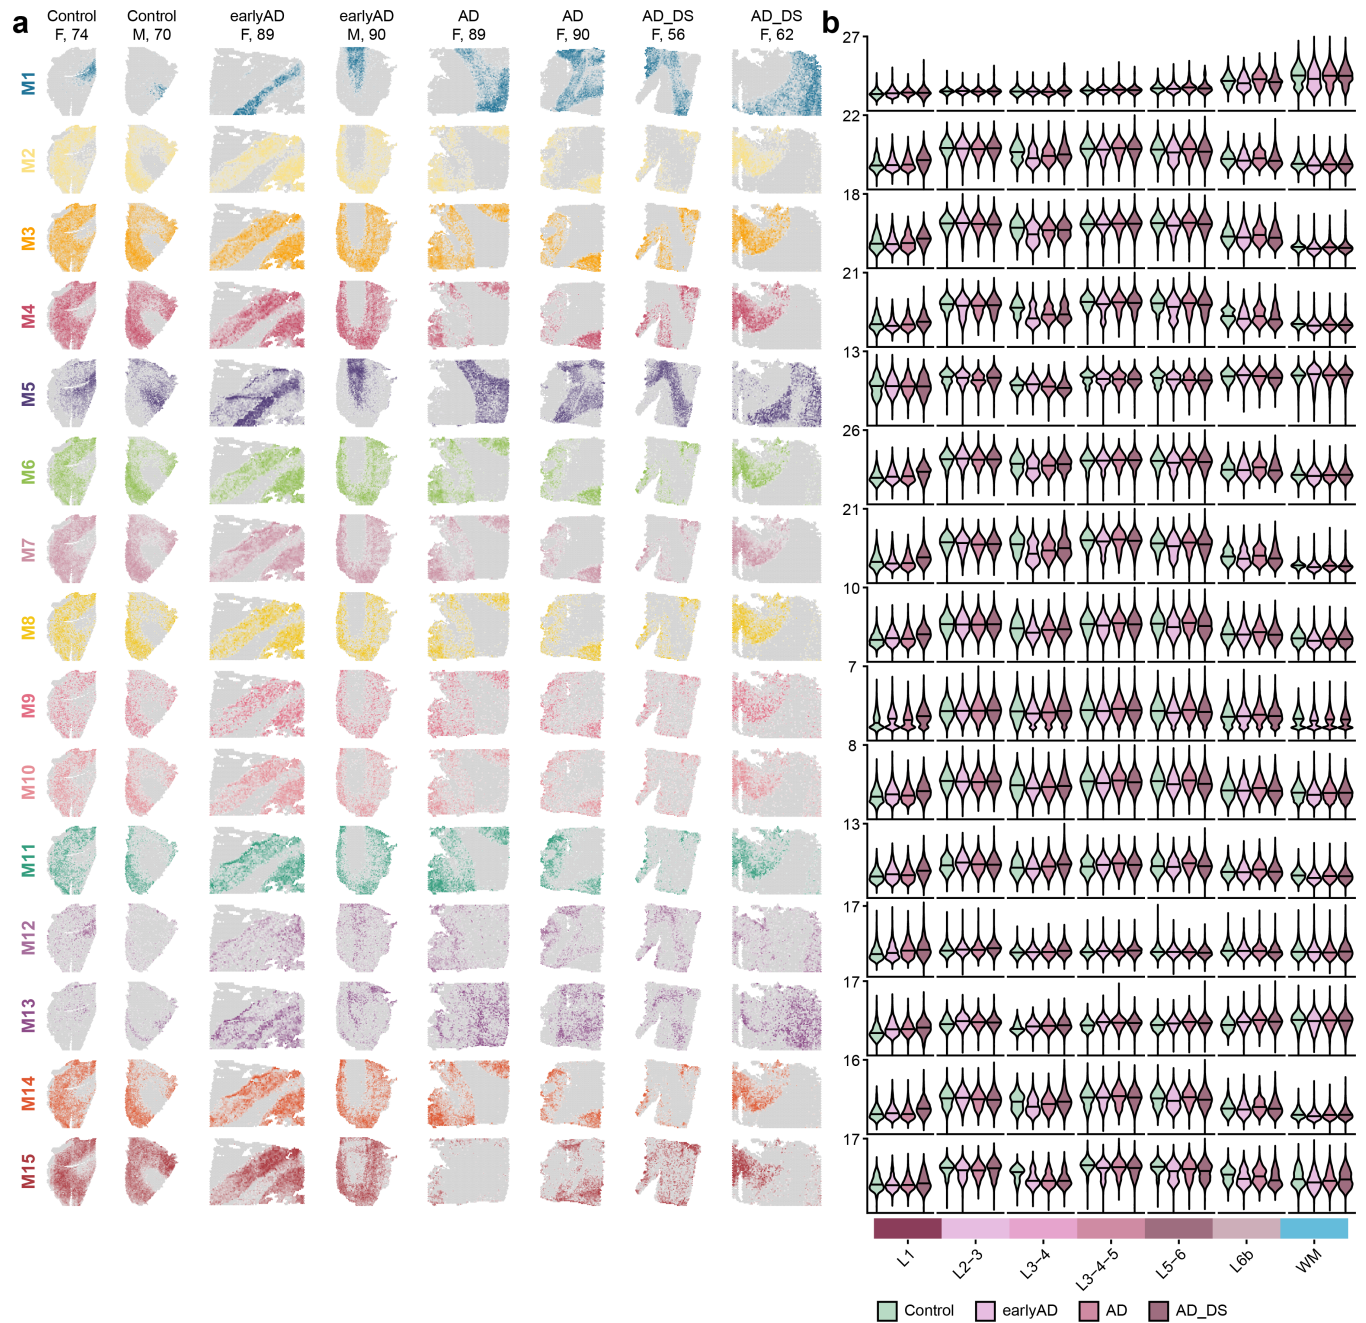 a
Control
F, 74
Control
M, 70
earlyAD
F, 89
earlyAD
M, 90
AD
F, 89
AD
F, 90
AD_DS
F, 56
AD_DS
F, 62
M1
M2
M3
M4
M5
M6
M7
M8
M9
M10
M11
M12
M13
M14
M15
b
27
22
18
21
13
26
21
10
7
8
13
17
17
16
17
L1
L2-3
L3-4
L3-4-5
L5-6
L6b
WM
Control
earlyAD
AD
AD_DS